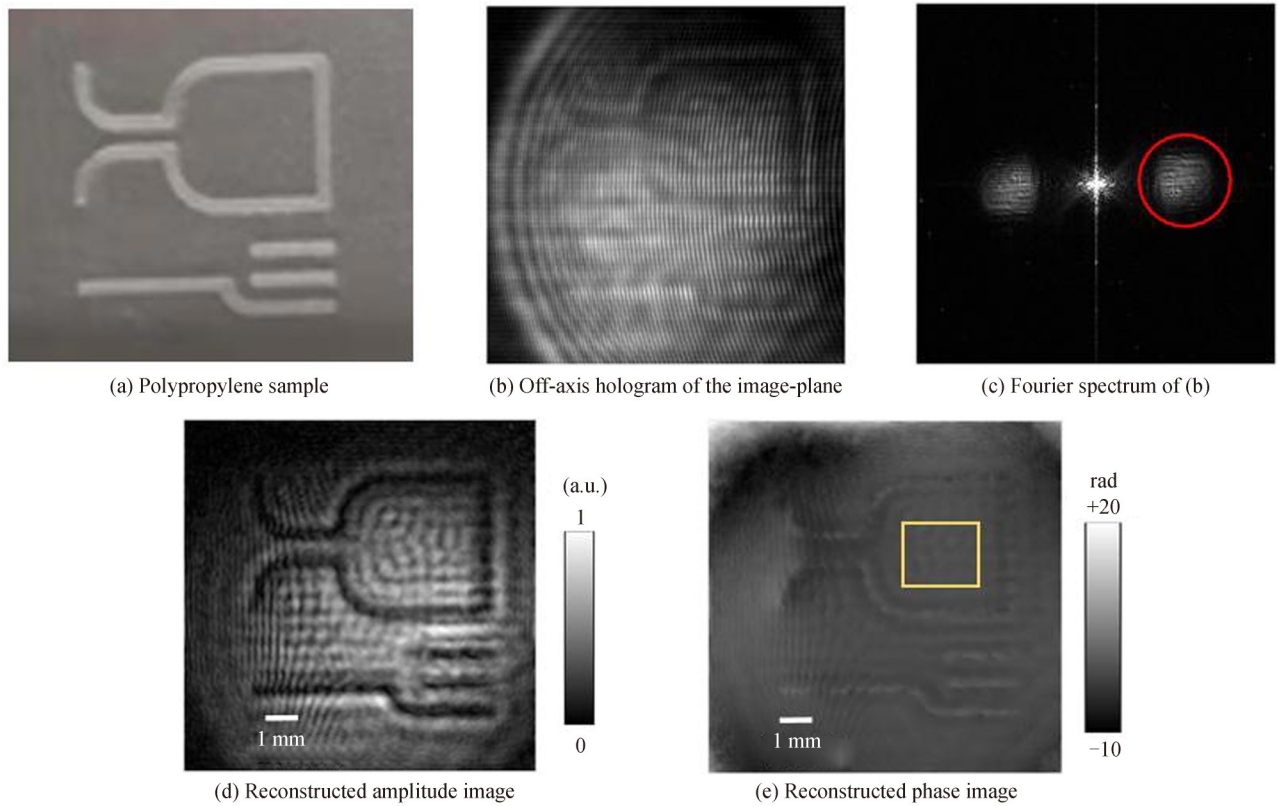 (a) Polypropylene sample
(b) Off-axis hologram of the image-plane
(c) Fourier spectrum of (b)
(a.u.)
1
0
1 mm
rad
+20
−10
1 mm
(d) Reconstructed amplitude image
(e) Reconstructed phase image